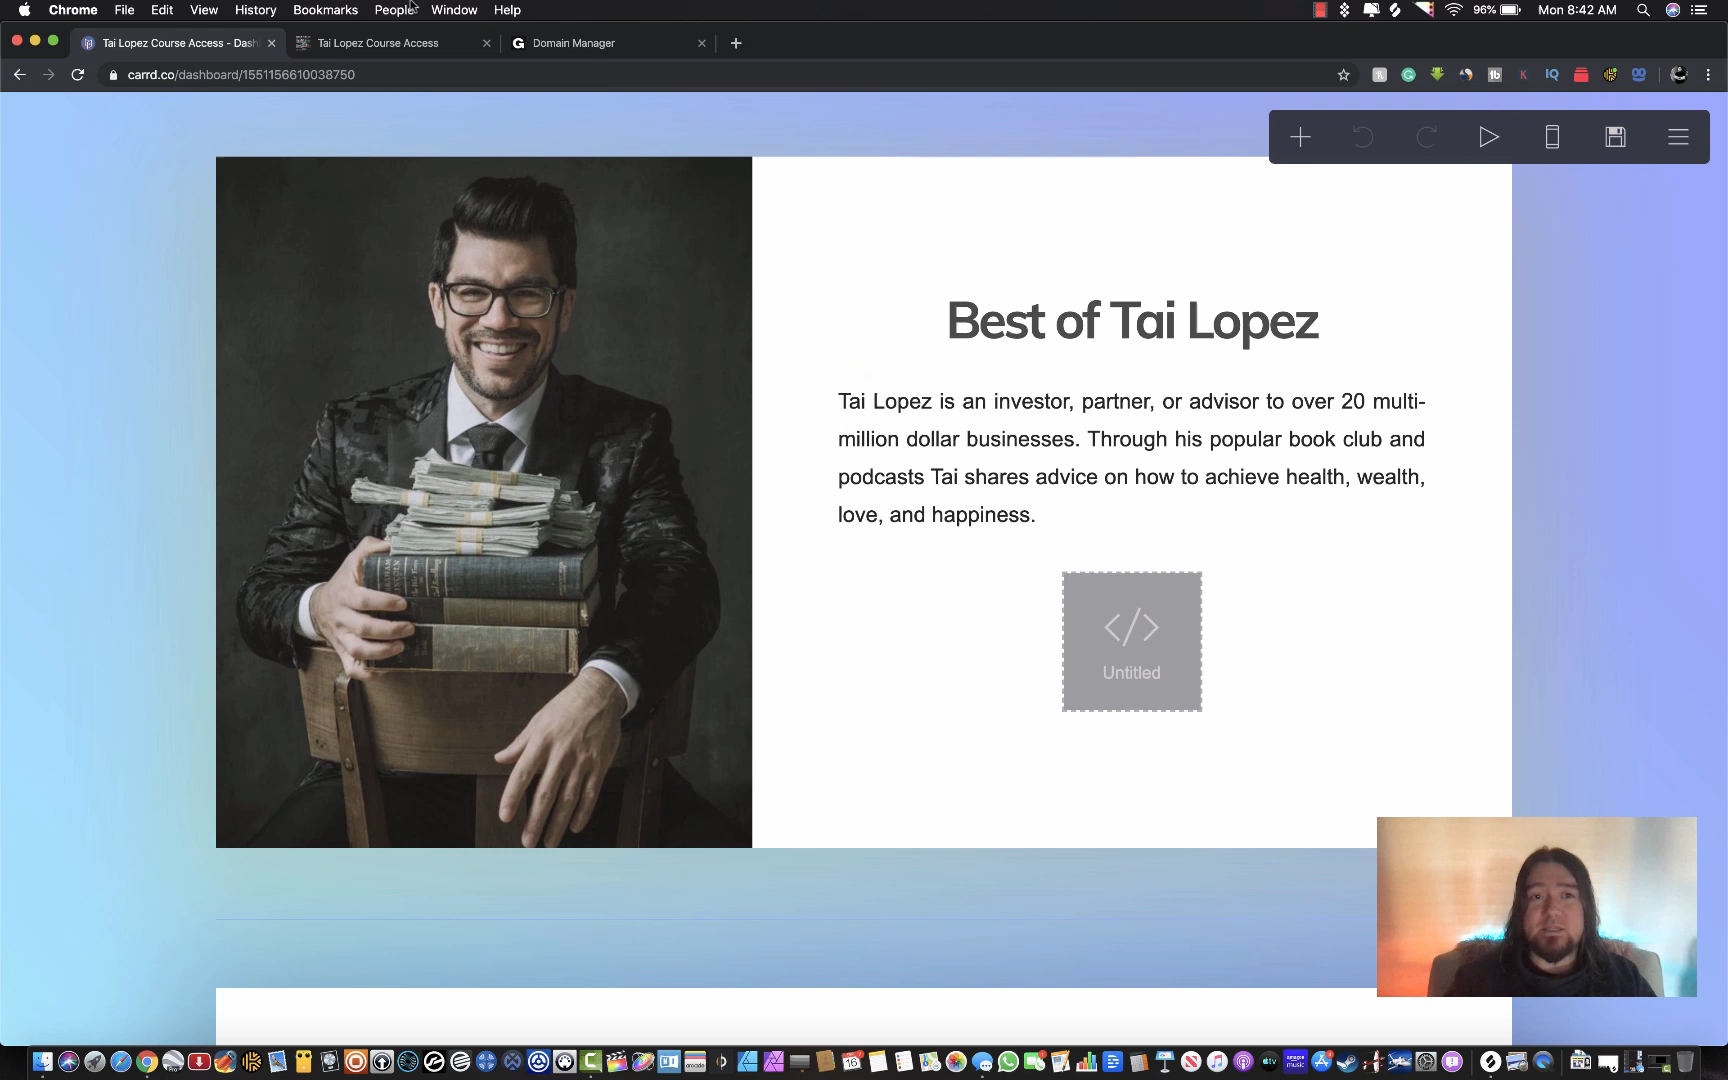 Chrome File Edit View History Bookmarks People Window Help 96% Mon 8:42 AM
Tai Lopez Course Access - Dash Tai Lopez Course Access G Domain Manager
carrd.co/dashboard/1551156610038750 tb K IQ
Best of Tai Lopez
Tai Lopez is an investor, partner, or advisor to over 20 multi-
million dollar businesses. Through his popular book club and
podcasts Tai shares advice on how to achieve health, wealth,
love, and happiness.
</>
Untitled